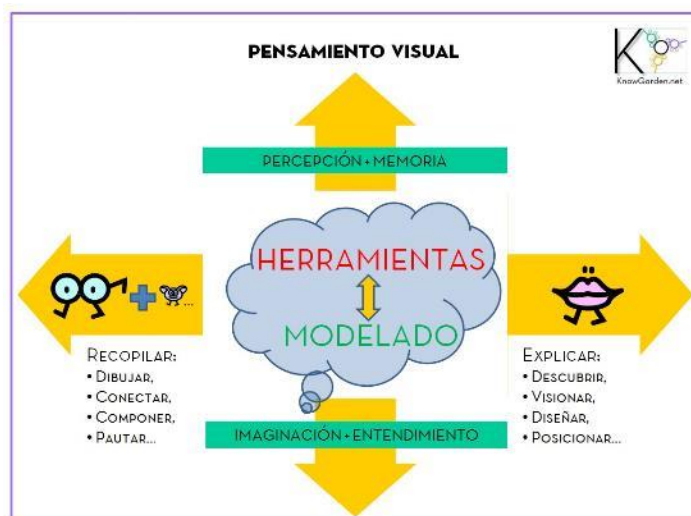 PENSAMIENTO VISUAL
K
KnowGarden.net
PERCEPCIÓN + MEMORIA
HERRAMIENTAS
MODELADO
...
RECOPILAR:
• DIBUJAR,
• CONECTAR,
• COMPONER,
• PAUTAR...
EXPLICAR:
• DESCUBRIR,
• VISIONAR,
• DISEÑAR,
• POSICIONAR...
IMAGINACIÓN + ENTENDIMIENTO